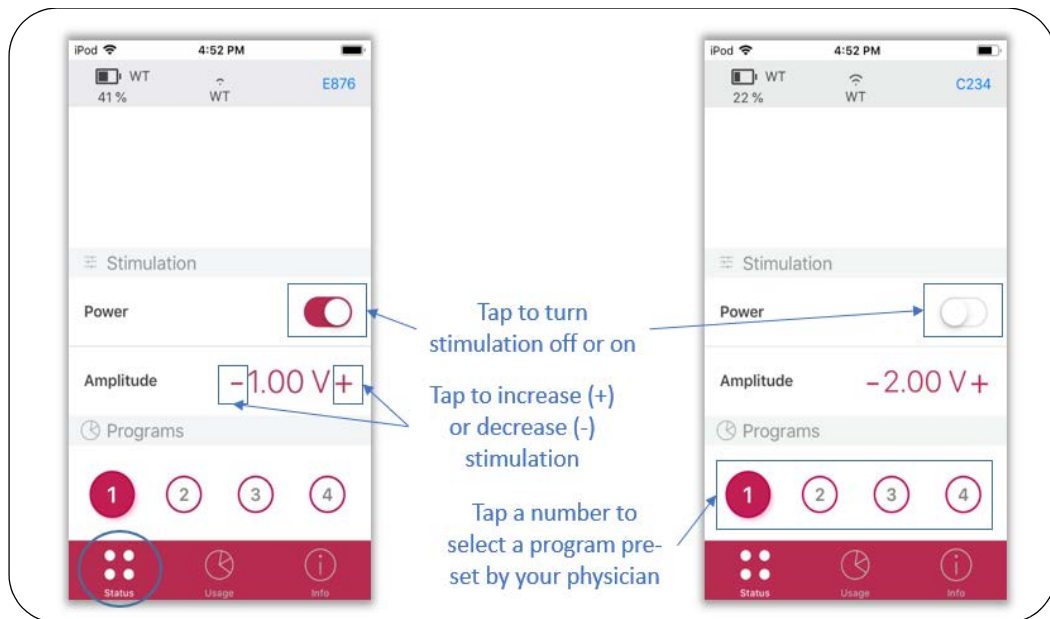 iPod 4:52 PM
WT
41 % WT E876
Stimulation
Power
Amplitude - 1.00 V +
Programs
1 2 3 4
Status Usage Info
Tap to turn
stimulation off or on
Tap to increase (+)
or decrease (-)
stimulation
Tap a number to
select a program pre-
set by your physician
iPod 4:52 PM
WT
22 % WT C234
Stimulation
Power
Amplitude - 2.00 V +
Programs
1 2 3 4
Status Usage Info